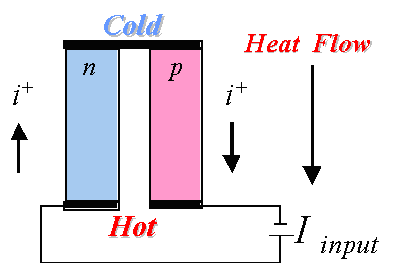 Cold
Heat Flow
n
p
i+
i+
Hot
I input